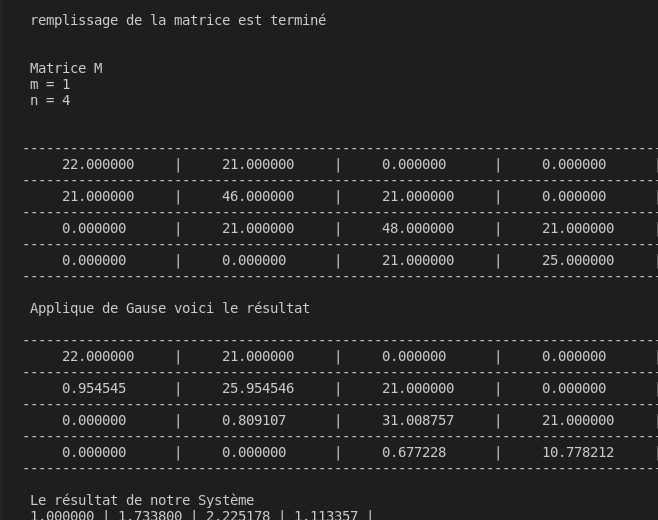 remplissage de la matrice est terminé
Matrice M
m = 1
n = 4
-------------------------------------------------------------------------------
22.000000 | 21.000000 | 0.000000 | 0.000000 |
-------------------------------------------------------------------------------
21.000000 | 46.000000 | 21.000000 | 0.000000 |
-------------------------------------------------------------------------------
0.000000 | 21.000000 | 48.000000 | 21.000000 |
-------------------------------------------------------------------------------
0.000000 | 0.000000 | 21.000000 | 25.000000 |
-------------------------------------------------------------------------------
Applique de Gause voici le résultat
-------------------------------------------------------------------------------
22.000000 | 21.000000 | 0.000000 | 0.000000 |
-------------------------------------------------------------------------------
0.954545 | 25.954546 | 21.000000 | 0.000000 |
-------------------------------------------------------------------------------
0.000000 | 0.809107 | 31.008757 | 21.000000 |
-------------------------------------------------------------------------------
0.000000 | 0.000000 | 0.677228 | 10.778212 |
-------------------------------------------------------------------------------
Le résultat de notre Système
1.000000 | 1.733800 | 2.225178 | 1.113357 |